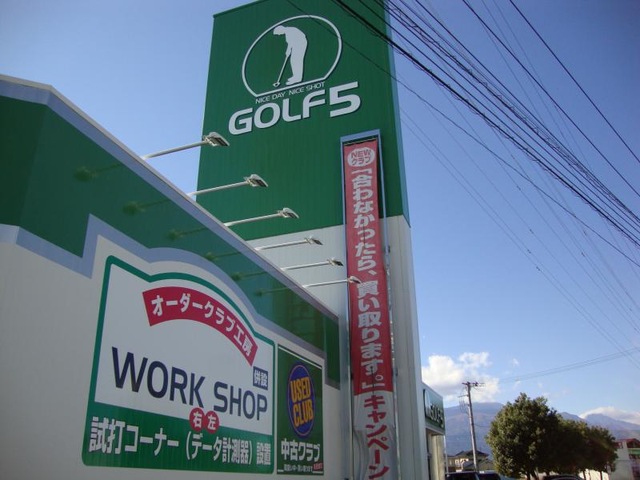 NICE DAY NICE SHOT
GOLF5
NEW
クラブ
「合わなかったら、買い取ります。」キャンペーン
オーダークラブ工房
併設
WORK SHOP
右左
試打コーナー(データ計測器)設置
USED
CLUB
中古クラブ